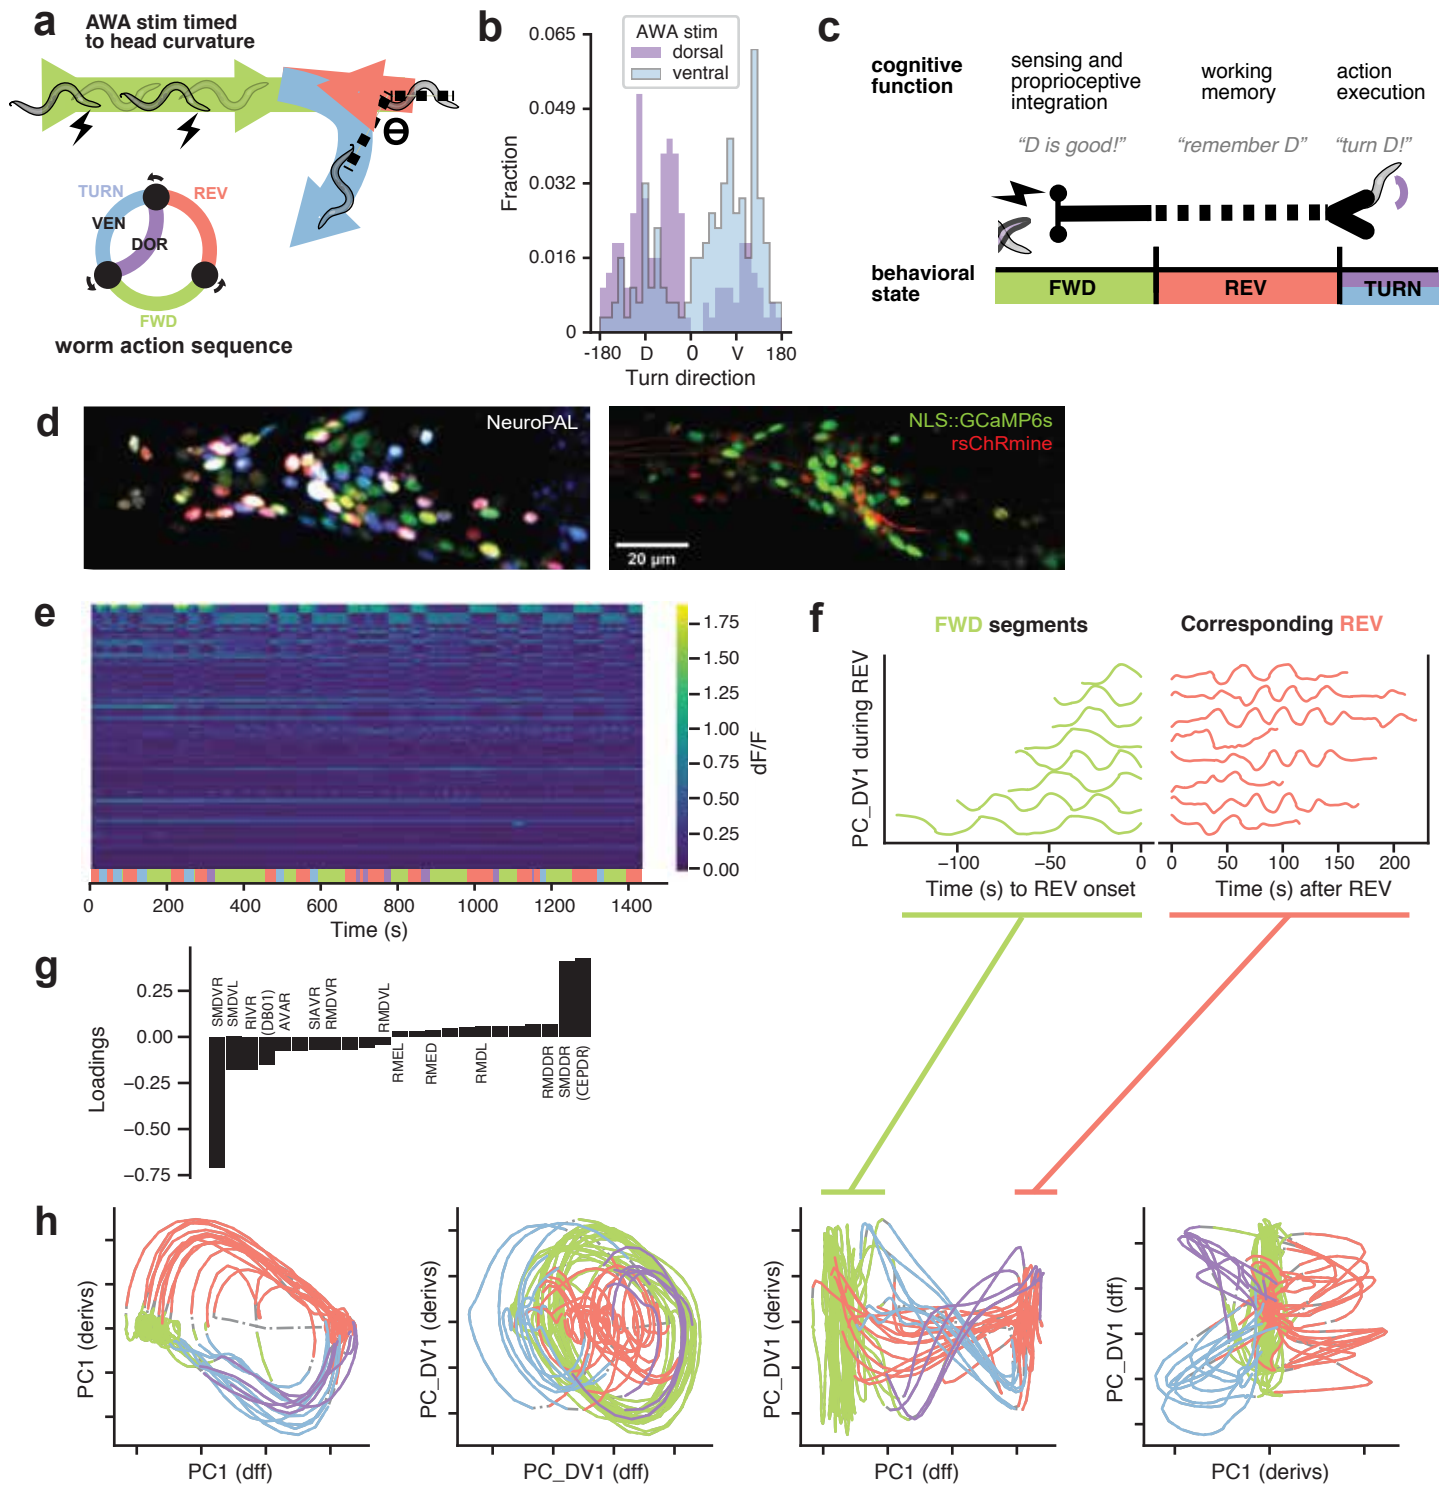 a
AWA stim timed
to head curvature
Ɵ
TURN
REV
VEN
DOR
FWD
worm action sequence
b
0.065
0.049
0.032
0.016
0
Fraction
AWA stim
dorsal
ventral
-180
D
0
V
180
Turn direction
c
cognitive
function
sensing and
proprioceptive
integration
working
memory
action
execution
“D is good!”
“remember D”
“turn D!”
behavioral
state
FWD
REV
TURN
d
NeuroPAL
NLS::GCaMP6s
rsChRmine
20 µm
e
1.75
1.50
1.25
1.00
0.75
0.50
0.25
0.00
dF/F
0
200
400
600
800
1000
1200
1400
Time (s)
f
FWD segments
Corresponding REV
PC_DV1 during REV
−100
−50
0
Time (s) to REV onset
0
50
100
150
200
Time (s) after REV
g
Loadings
0.25
0.00
−0.25
−0.50
−0.75
SMDVR
SMDVL
RIVR
(DB01)
AVAR
SIAVR
RMDVR
RMDVL
RMEL
RMED
RMDL
RMDDR
SMDDR
(CEPDR)
h
PC1 (derivs)
PC1 (dff)
PC_DV1 (derivs)
PC_DV1 (dff)
PC_DV1 (derivs)
PC1 (dff)
PC_DV1 (dff)
PC1 (derivs)